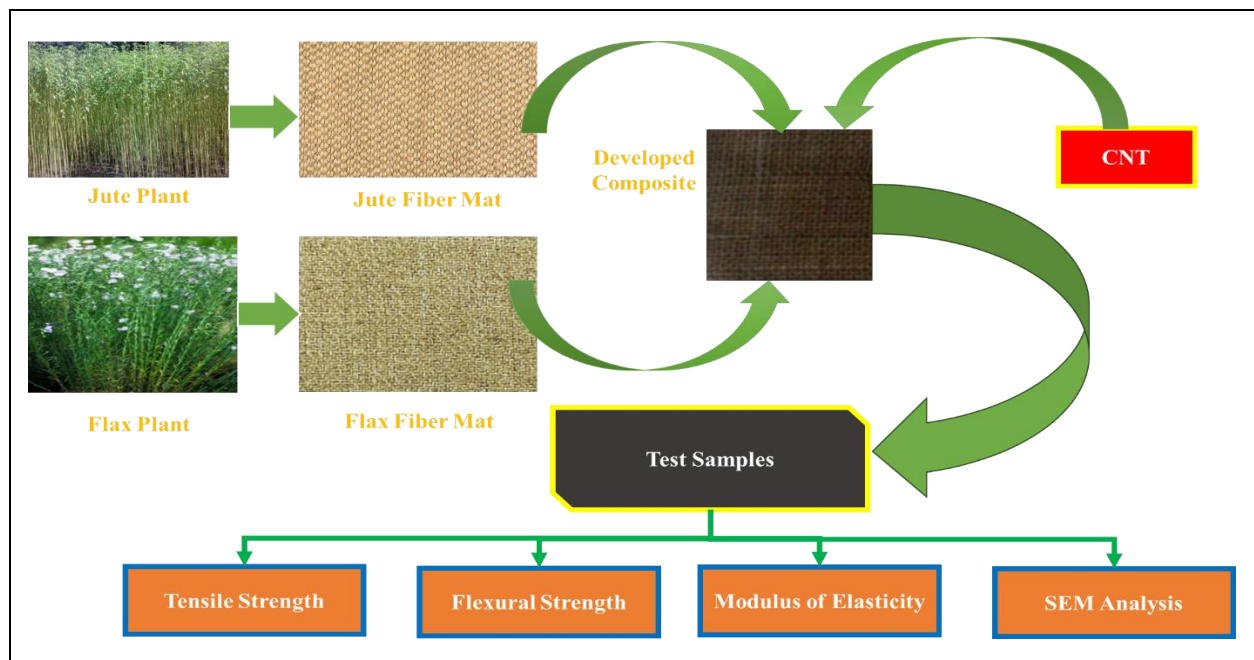 Jute Plant
Jute Fiber Mat
Developed
Composite
CNT
Flax Plant
Flax Fiber Mat
Test Samples
Tensile Strength
Flexural Strength
Modulus of Elasticity
SEM Analysis